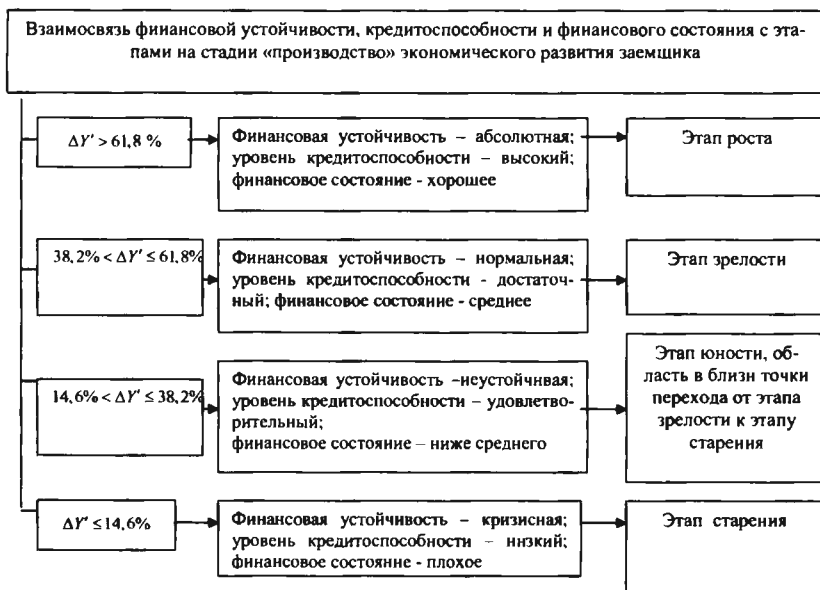 Взаимосвязь финансовой устойчивости, кредитоспособности и финансового состояния с эта-
пами на стадии «производство» экономического развития заемщика
ΔY' > 61,8 %
Финансовая устойчивость – абсолютная;
уровень кредитоспособности – высокий;
финансовое состояние - хорошее
Этап роста
38,2% < ΔY' ≤ 61,8%
Финансовая устойчивость – нормальная;
уровень кредитоспособности - достаточ-
ный; финансовое состояние - среднее
Этап зрелости
14,6% < ΔY' ≤ 38,2%
Финансовая устойчивость –неустойчивая;
уровень кредитоспособности – удовлетво-
рительный;
финансовое состояние – ниже среднего
Этап юности, об-
ласть в близи точки
перехода от этапа
зрелости к этапу
старения
ΔY' ≤ 14,6%
Финансовая устойчивость – кризисная;
уровень кредитоспособности – низкий;
финансовое состояние - плохое
Этап старения